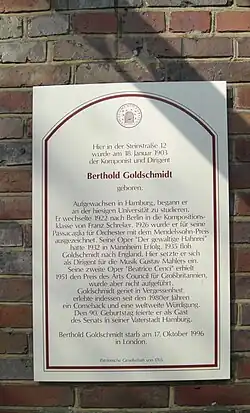 Hier in der Steinstraße 12
wurde am 18. Januar 1903
der Komponist und Dirigent
Berthold Goldschmidt
geboren.
Aufgewachsen in Hamburg, begann er
an der hiesigen Universität zu studieren.
Er wechselte 1922 nach Berlin in die Kompositions-
klasse von Franz Schreker. 1926 wurde er für seine
Passacaglia für Orchester mit dem Mendelssohn-Preis
ausgezeichnet. Seine Oper "Der gewaltige Hahnrei"
hatte 1932 in Mannheim Erfolg. 1935 floh
Goldschmidt nach England. Hier setzte er sich
als Dirigent für die Musik Gustav Mahlers ein.
Seine zweite Oper "Beatrice Cenci" erhielt
1951 den Preis des Arts Council für Großbritannien,
wurde aber nicht aufgeführt.
Goldschmidt geriet in Vergessenheit,
erlebte indessen seit den 1980er Jahren
ein Comeback und eine weltweite Würdigung.
Den 90. Geburtstag feierte er als Gast
des Senats in seiner Vaterstadt Hamburg.
Berthold Goldschmidt starb am 17. Oktober 1996
in London.
Patriotische Gesellschaft von 1765